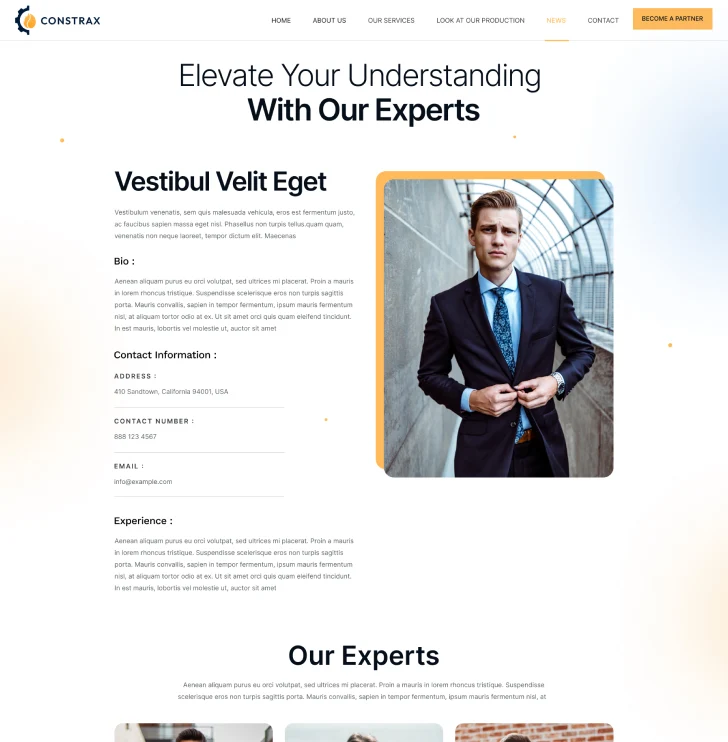 CONSTRAX
HOME ABOUT US OUR SERVICES LOOK AT OUR PRODUCTION NEWS CONTACT BECOME A PARTNER
Elevate Your Understanding
With Our Experts
Vestibul Velit Eget
Vestibulum venenatis, sem quis malesuada vehicula, eros est fermentum justo,
ac faucibus sapien massa eget nisl. Phasellus non turpis tellus.quam quam,
venenatis non neque laoreet, tempor dictum elit. Maecenas
Bio :
Aenean aliquam purus eu orci volutpat, sed ultrices mi placerat. Proin a mauris
in lorem rhoncus tristique. Suspendisse scelerisque eros non turpis sagittis
porta. Mauris convallis, sapien in tempor fermentum, ipsum mauris fermentum
nisl, at aliquam tortor odio at ex. Ut sit amet orci quis quam eleifend tincidunt.
In est mauris, lobortis vel molestie ut, auctor sit amet
Contact Information :
ADDRESS :
410 Sandtown, California 94001, USA
CONTACT NUMBER :
888 123 4567
EMAIL :
info@example.com
Experience :
Aenean aliquam purus eu orci volutpat, sed ultrices mi placerat. Proin a mauris
in lorem rhoncus tristique. Suspendisse scelerisque eros non turpis sagittis
porta. Mauris convallis, sapien in tempor fermentum, ipsum mauris fermentum
nisl, at aliquam tortor odio at ex. Ut sit amet orci quis quam eleifend tincidunt.
In est mauris, lobortis vel molestie ut, auctor sit amet
Our Experts
Aenean aliquam purus eu orci volutpat, sed ultrices mi placerat. Proin a mauris in lorem rhoncus tristique. Suspendisse
scelerisque eros non turpis sagittis porta. Mauris convallis, sapien in tempor fermentum, ipsum mauris fermentum nisl, at